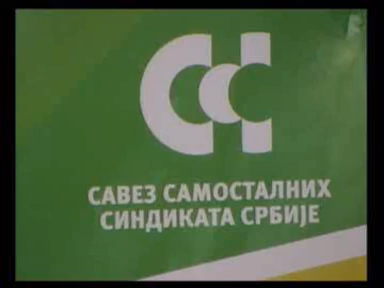 САВЕЗ САМОСТАЛНИХ
СИНДИКАТА СРБИЈЕ